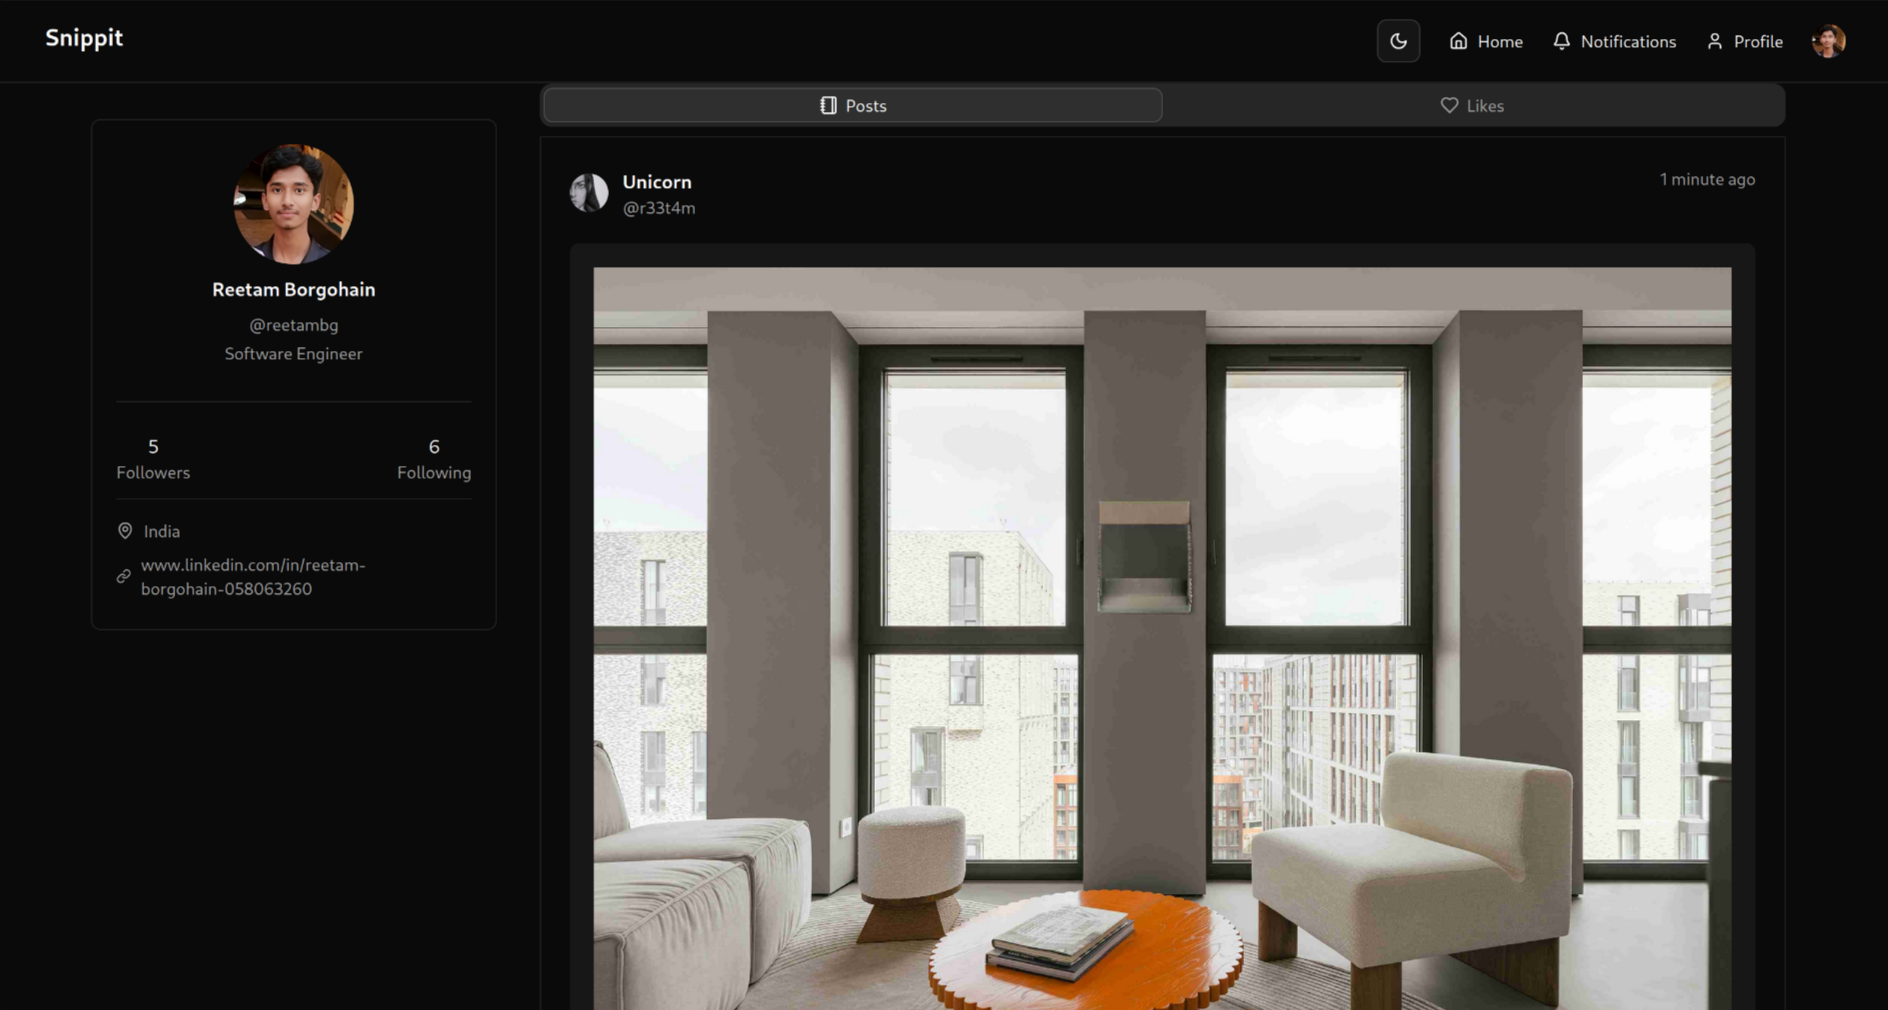 Snippit
Home
Notifications
Profile
Posts
Likes
Reetam Borgohain
@reetambg
Software Engineer
5
Followers
6
Following
India
www.linkedin.com/in/reetam-
borgohain-058063260
Unicorn
@r33t4m
1 minute ago